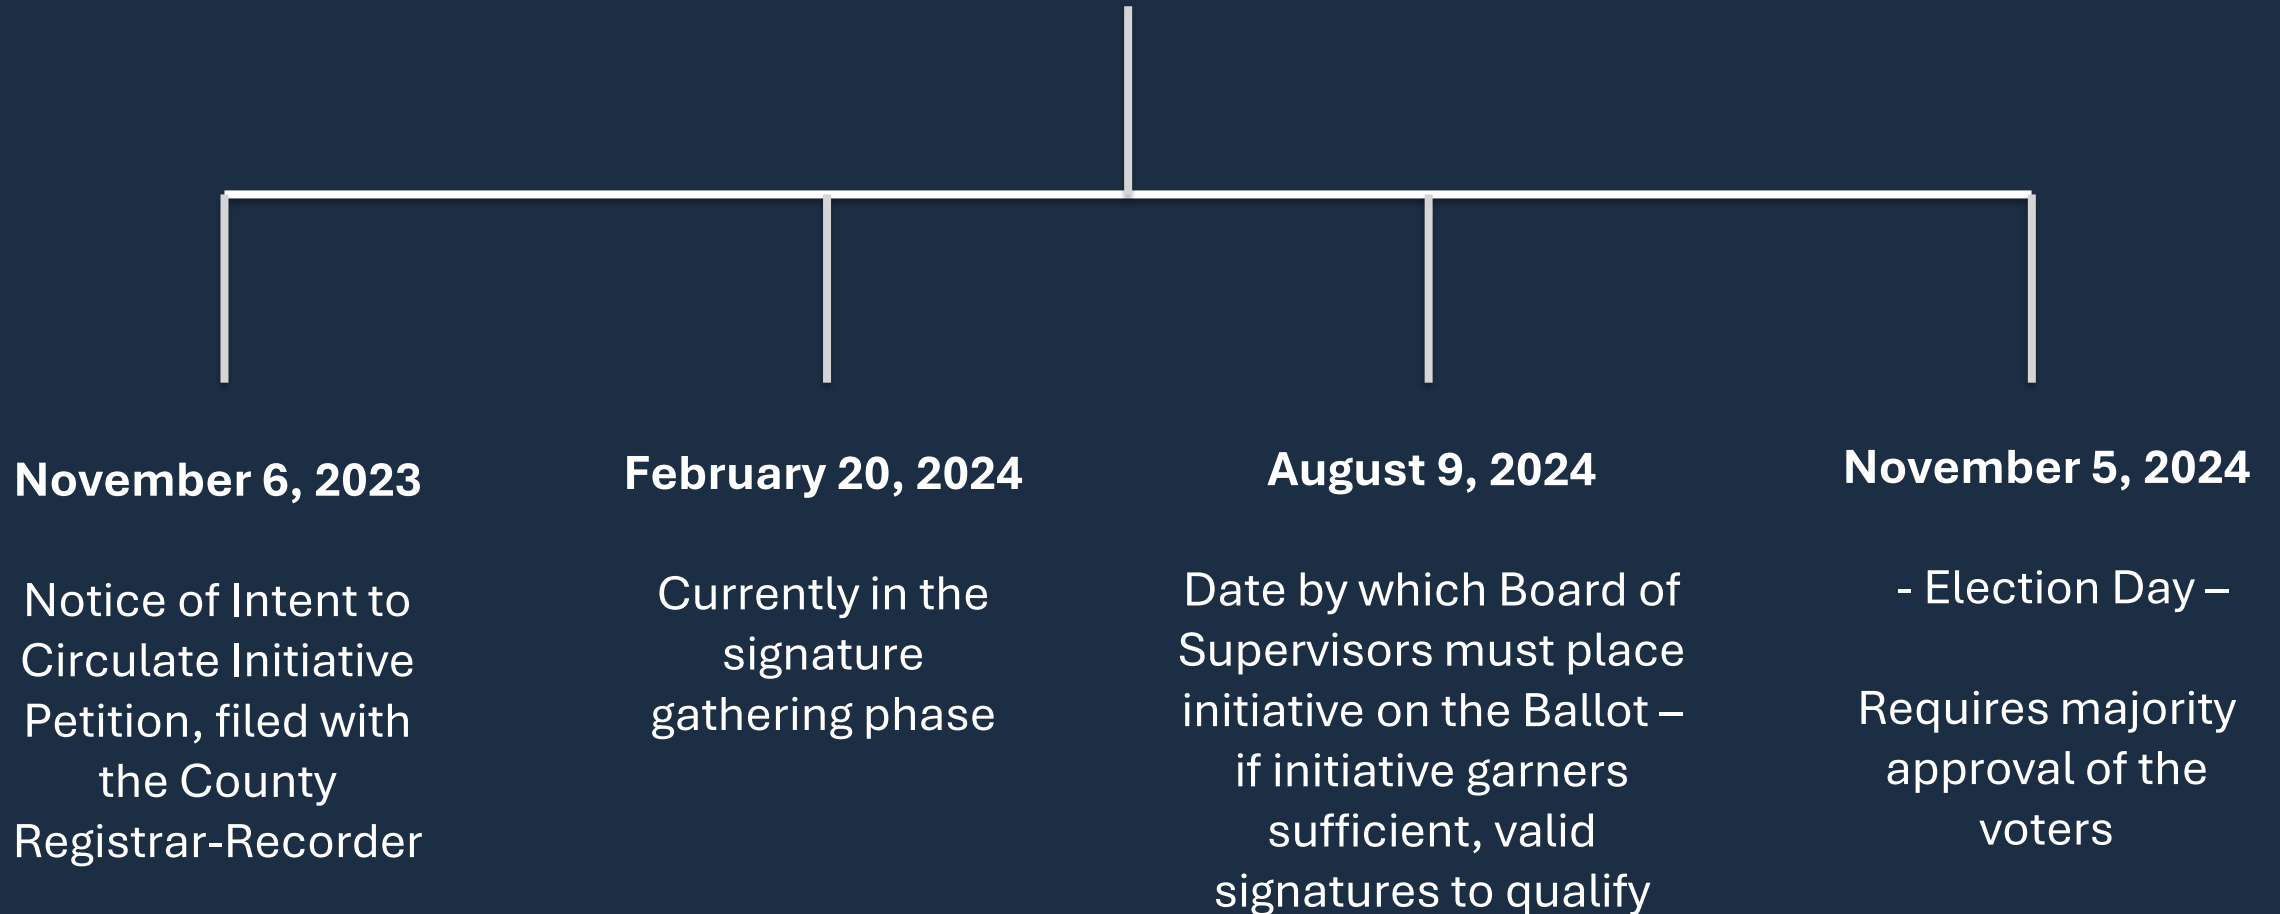 November 6, 2023
Notice of Intent to
Circulate Initiative
Petition, filed with
the County
Registrar-Recorder
February 20, 2024
Currently in the
signature
gathering phase
August 9, 2024
Date by which Board of
Supervisors must place
initiative on the Ballot –
if initiative garners
sufficient, valid
signatures to qualify
November 5, 2024
- Election Day –
Requires majority
approval of the
voters